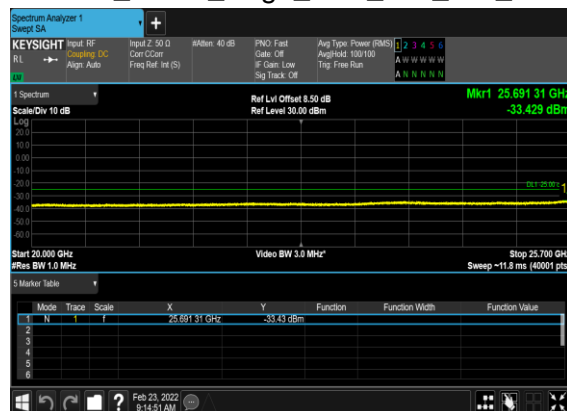 Spectrum Analyzer 1
Swept SA
+
KEYSIGHT Input: RF Input Z: 50 Ω #Atten: 40 dB PNO: Fast Avg Type: Power (RMS) 1 2 3 4 5 6
RL Coupling: DC Corr CCorr Gate: Off Avg|Hold: 100/100 A W W W W W
Align: Auto Freq Ref: Int (S) IF Gain: Low Trig: Free Run
Sig Track: Off A N N N N N
1 Spectrum Ref Lvl Offset 8.50 dB Mkr1 25.691 31 GHz
Scale/Div 10 dB Ref Level 30.00 dBm -33.429 dBm
Log
20.0
10.0
0.00
-10.0
-20.0
DL1 -25.00 1
-30.0
-40.0
-50.0
-60.0
Start 20.000 GHz Video BW 3.0 MHz* Stop 25.700 GHz
#Res BW 1.0 MHz Sweep ~11.8 ms (40001 pts
5 Marker Table
Mode Trace Scale X Y Function Function Width Function Value
1 N 1 f 25.691 31 GHz -33.43 dBm
2
3
4
5
6
? Feb 23, 2022
9:14:51 AM